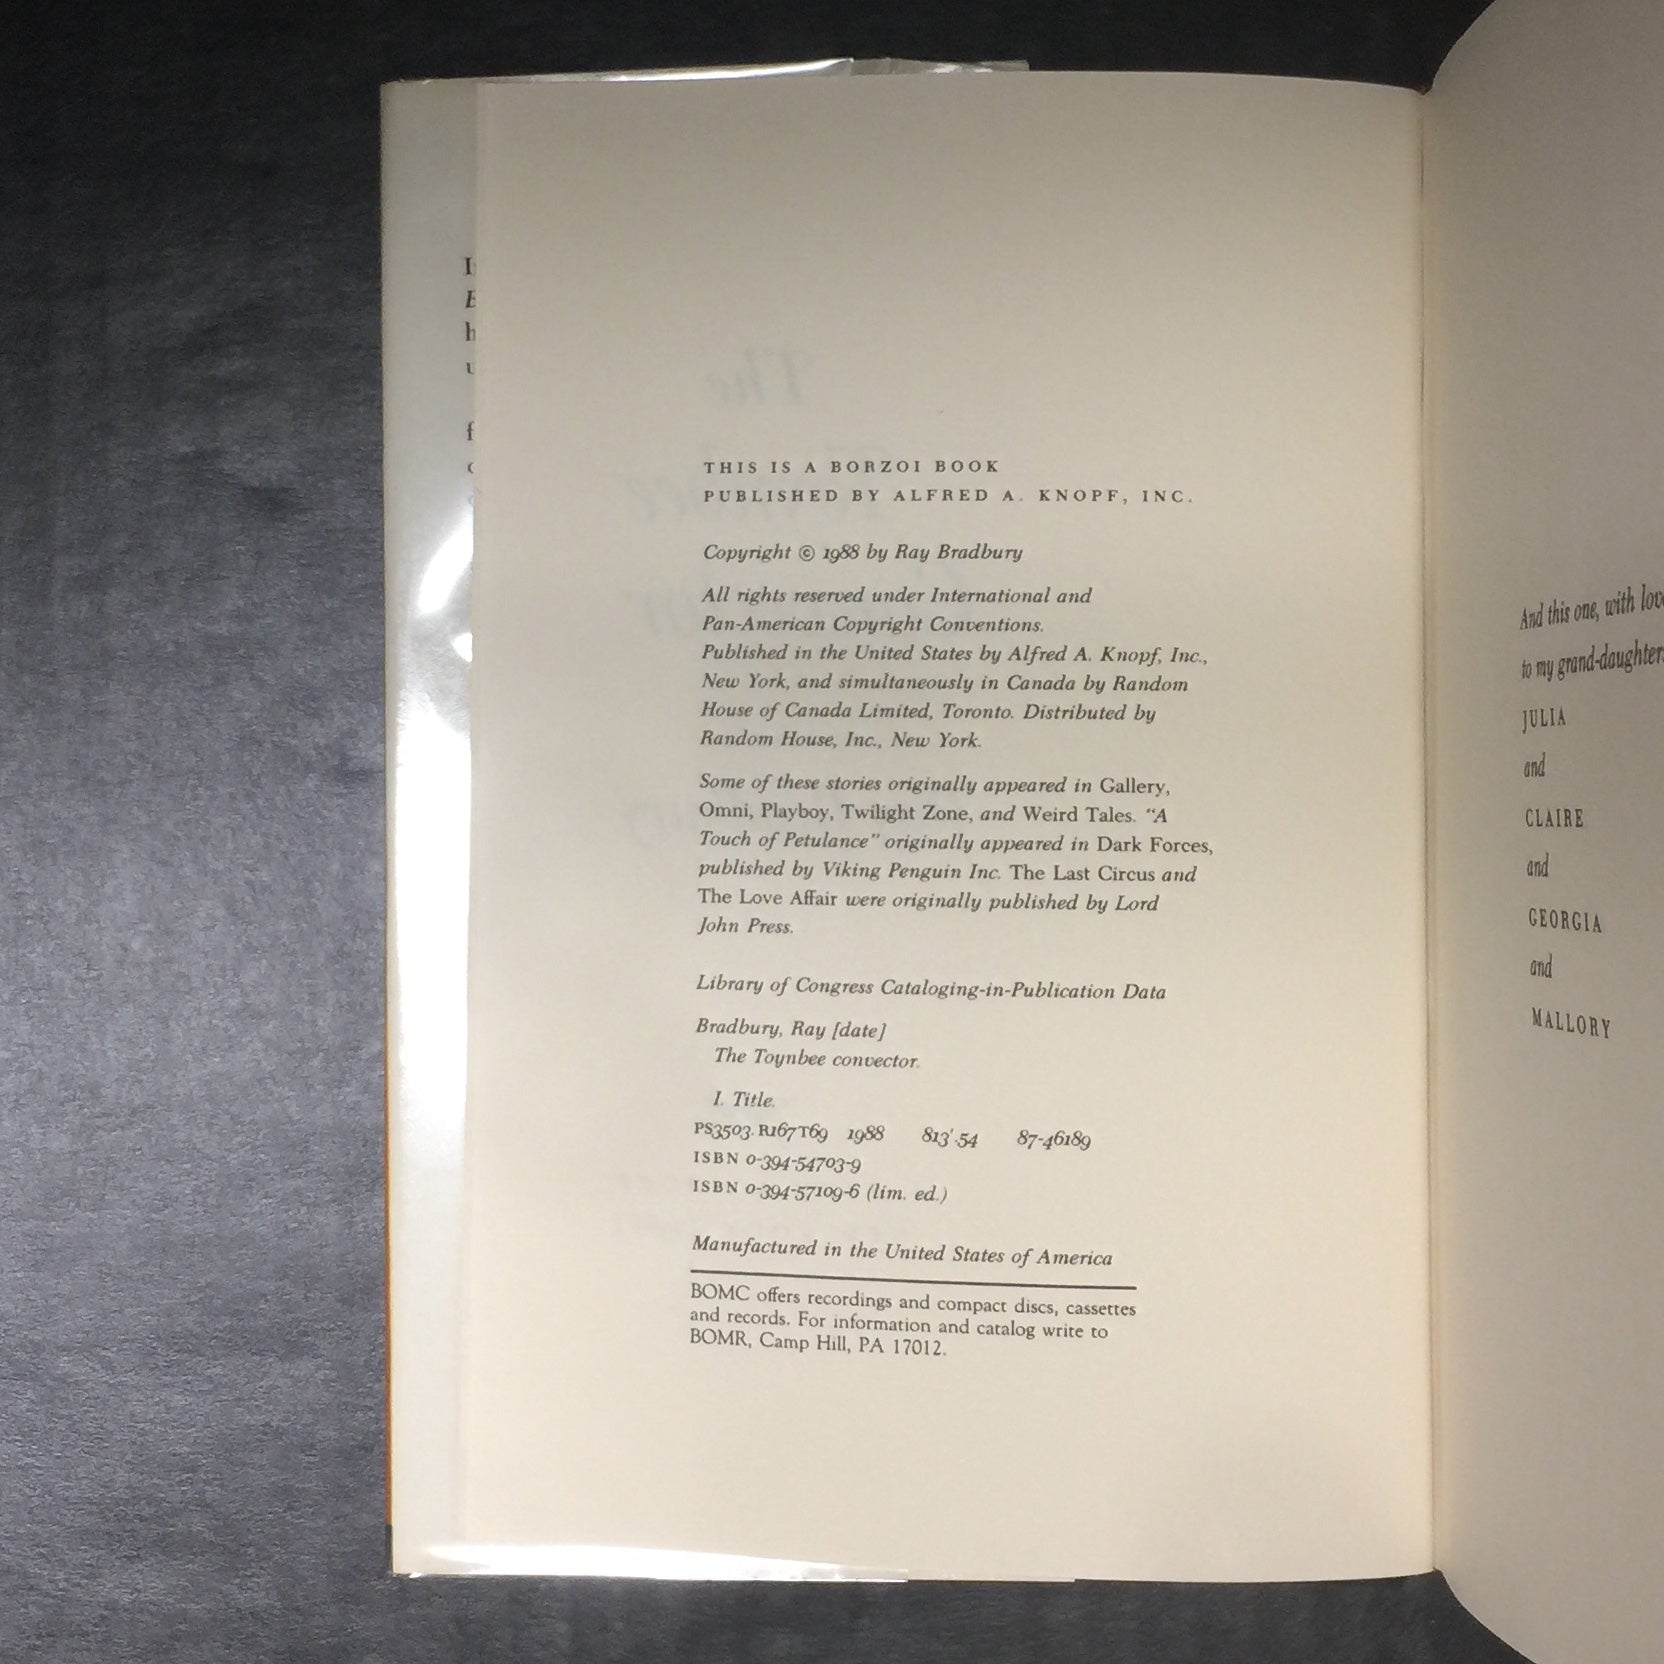 THIS IS A BORZOI BOOK
PUBLISHED BY ALFRED A. KNOPF, INC.
Copyright © 1988 by Ray Bradbury
All rights reserved under International and
Pan-American Copyright Conventions.
Published in the United States by Alfred A. Knopf, Inc.,
New York, and simultaneously in Canada by Random
House of Canada Limited, Toronto. Distributed by
Random House, Inc., New York.
Some of these stories originally appeared in Gallery,
Omni, Playboy, Twilight Zone, and Weird Tales. "A
Touch of Petulance" originally appeared in Dark Forces,
published by Viking Penguin Inc. The Last Circus and
The Love Affair were originally published by Lord
John Press.
Library of Congress Cataloging-in-Publication Data
Bradbury, Ray [date]
The Toynbee convector.
I. Title.
PS3503.R167T69 1988 813'.54 87-46189
ISBN 0-394-54703-9
ISBN 0-394-57109-6 (lim. ed.)
Manufactured in the United States of America
BOMC offers recordings and compact discs, cassettes
and records. For information and catalog write to
BOMR, Camp Hill, PA 17012.
And this one, with
to my
JULIA
and
CLAIRE
and
GEORGIA
and
MALLORY